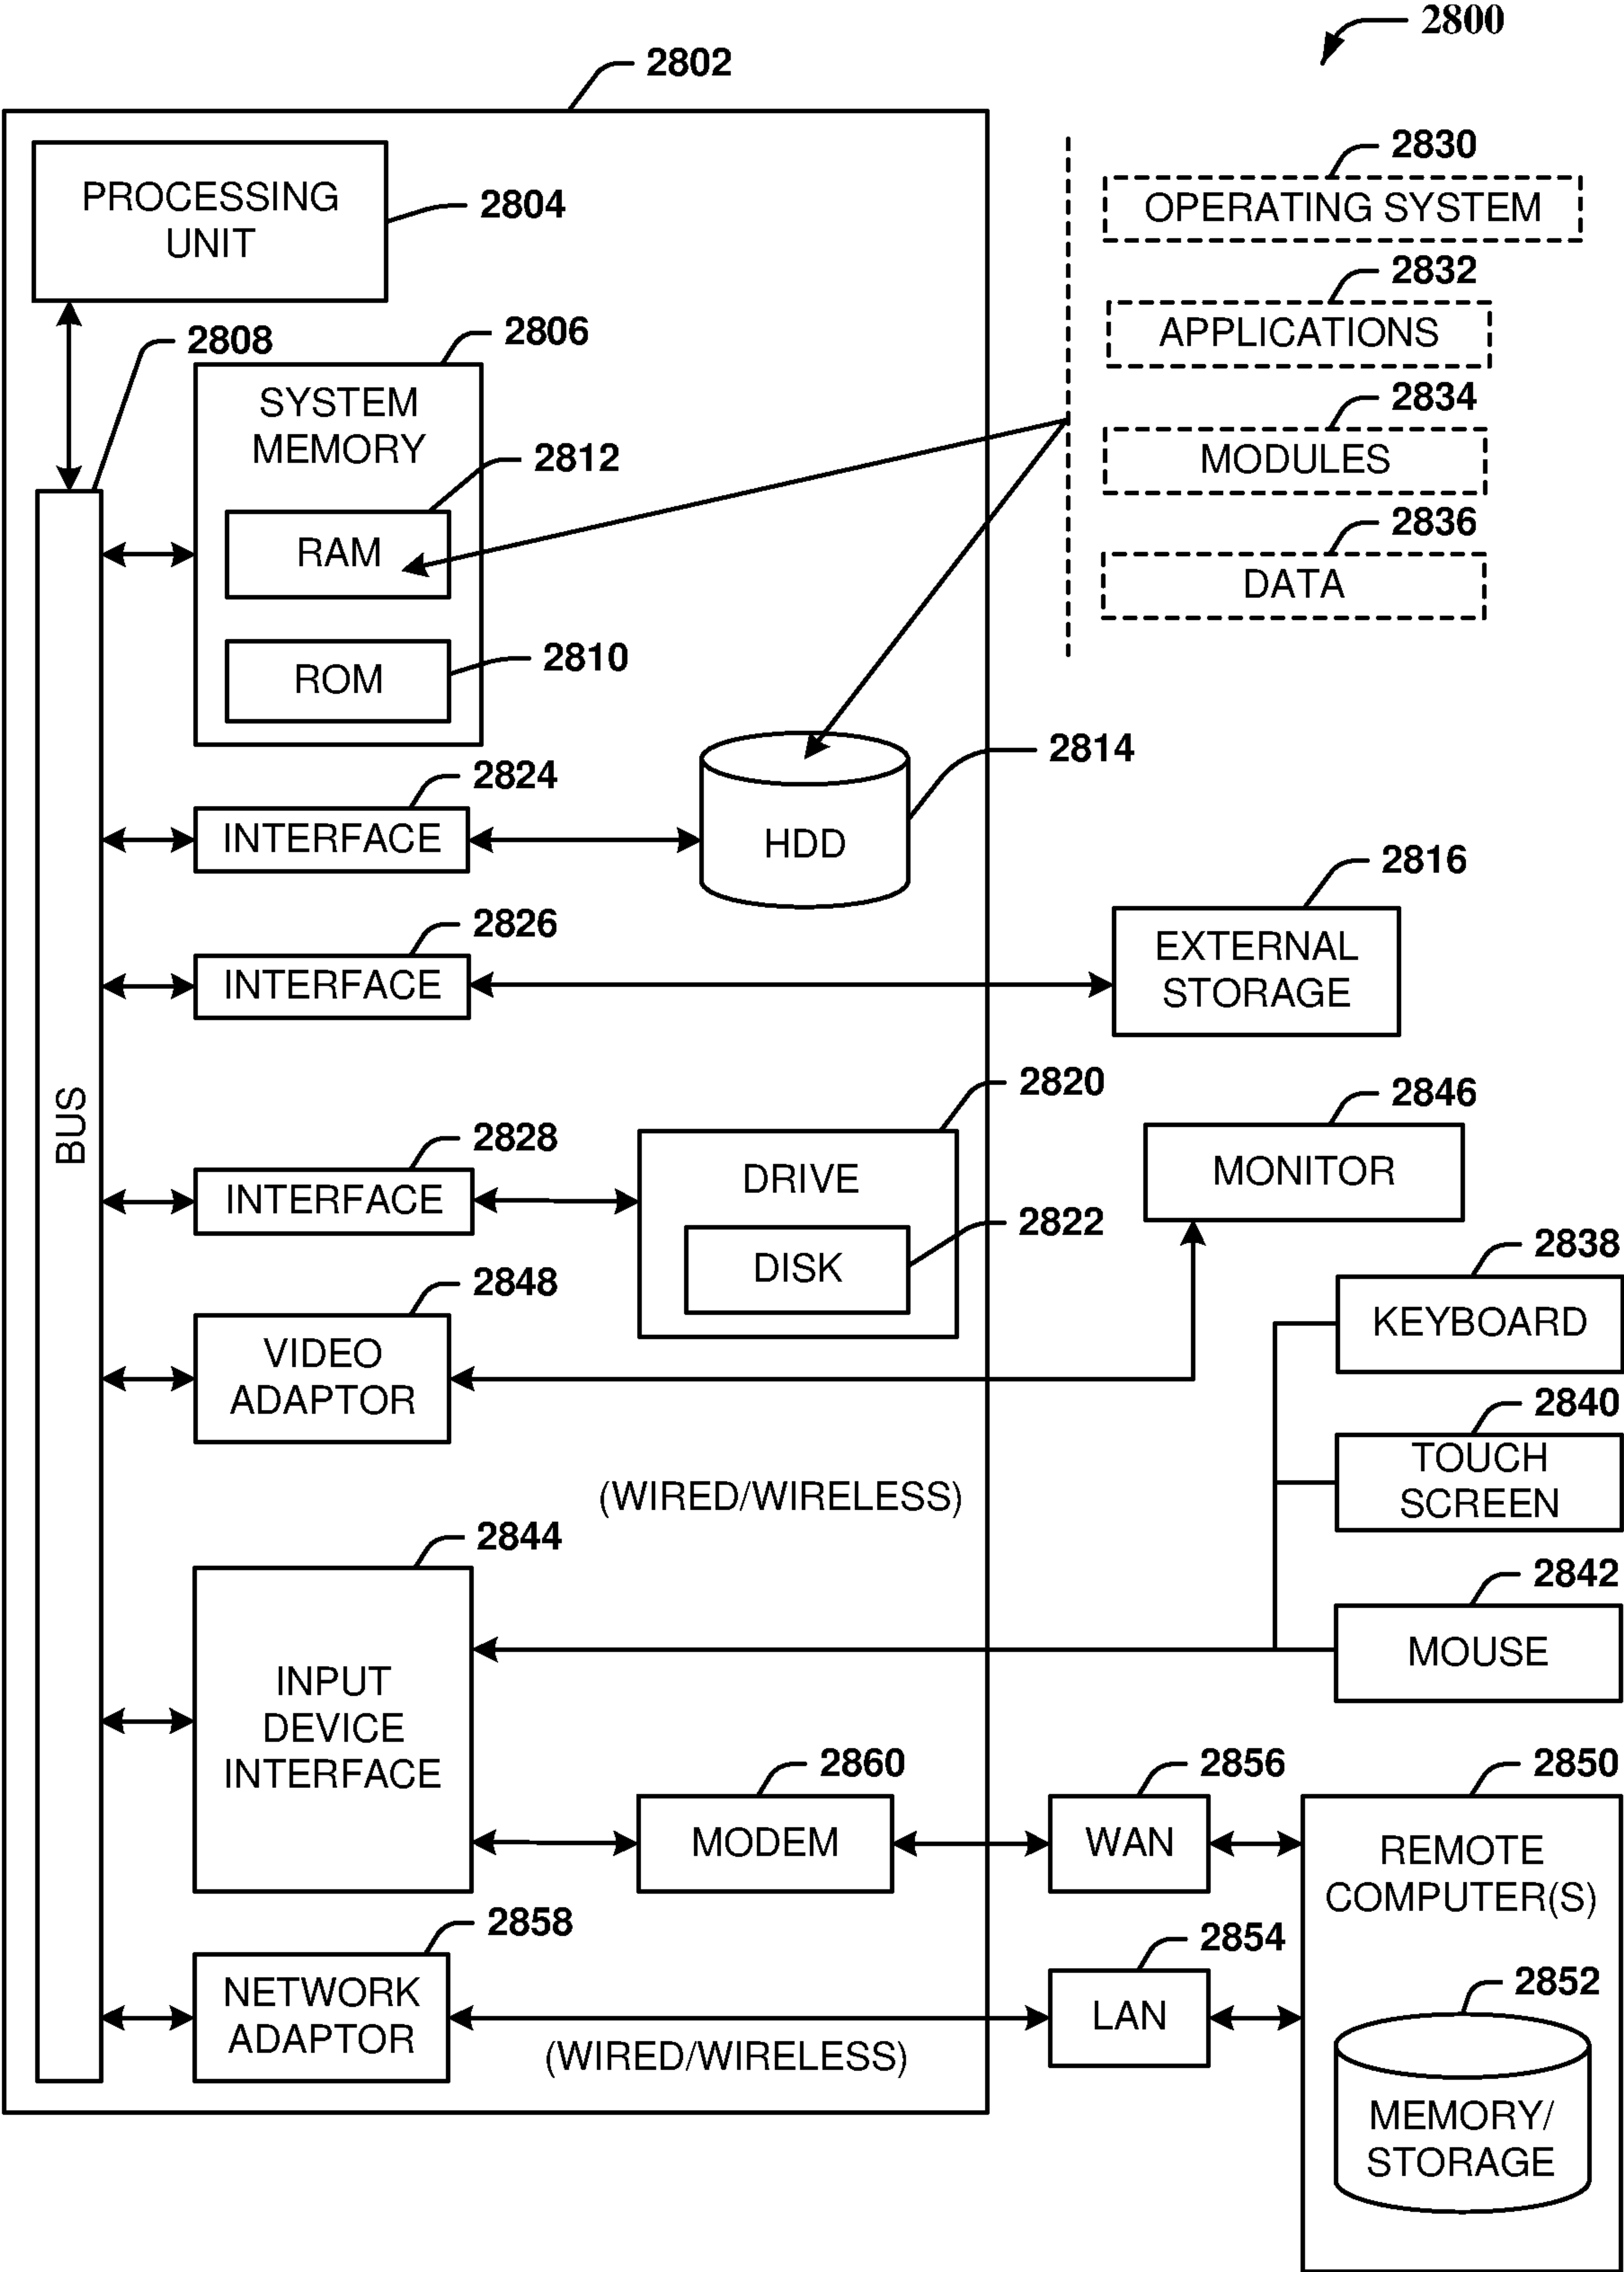 2800
2802
2830
OPERATING SYSTEM
PROCESSING
UNIT
2804
2832
APPLICATIONS
2808
2806
SYSTEM
MEMORY
2834
MODULES
2812
RAM
2836
DATA
2810
ROM
2814
HDD
2824
INTERFACE
2816
EXTERNAL
STORAGE
2826
INTERFACE
BUS
2820
DRIVE
2846
MONITOR
2828
INTERFACE
2822
DISK
2838
KEYBOARD
2848
VIDEO
ADAPTOR
2840
TOUCH
SCREEN
(WIRED/WIRELESS)
2844
INPUT
DEVICE
INTERFACE
2842
MOUSE
2860
MODEM
2856
WAN
2850
REMOTE
COMPUTER(S)
2858
NETWORK
ADAPTOR
2854
LAN
(WIRED/WIRELESS)
2852
MEMORY/
STORAGE